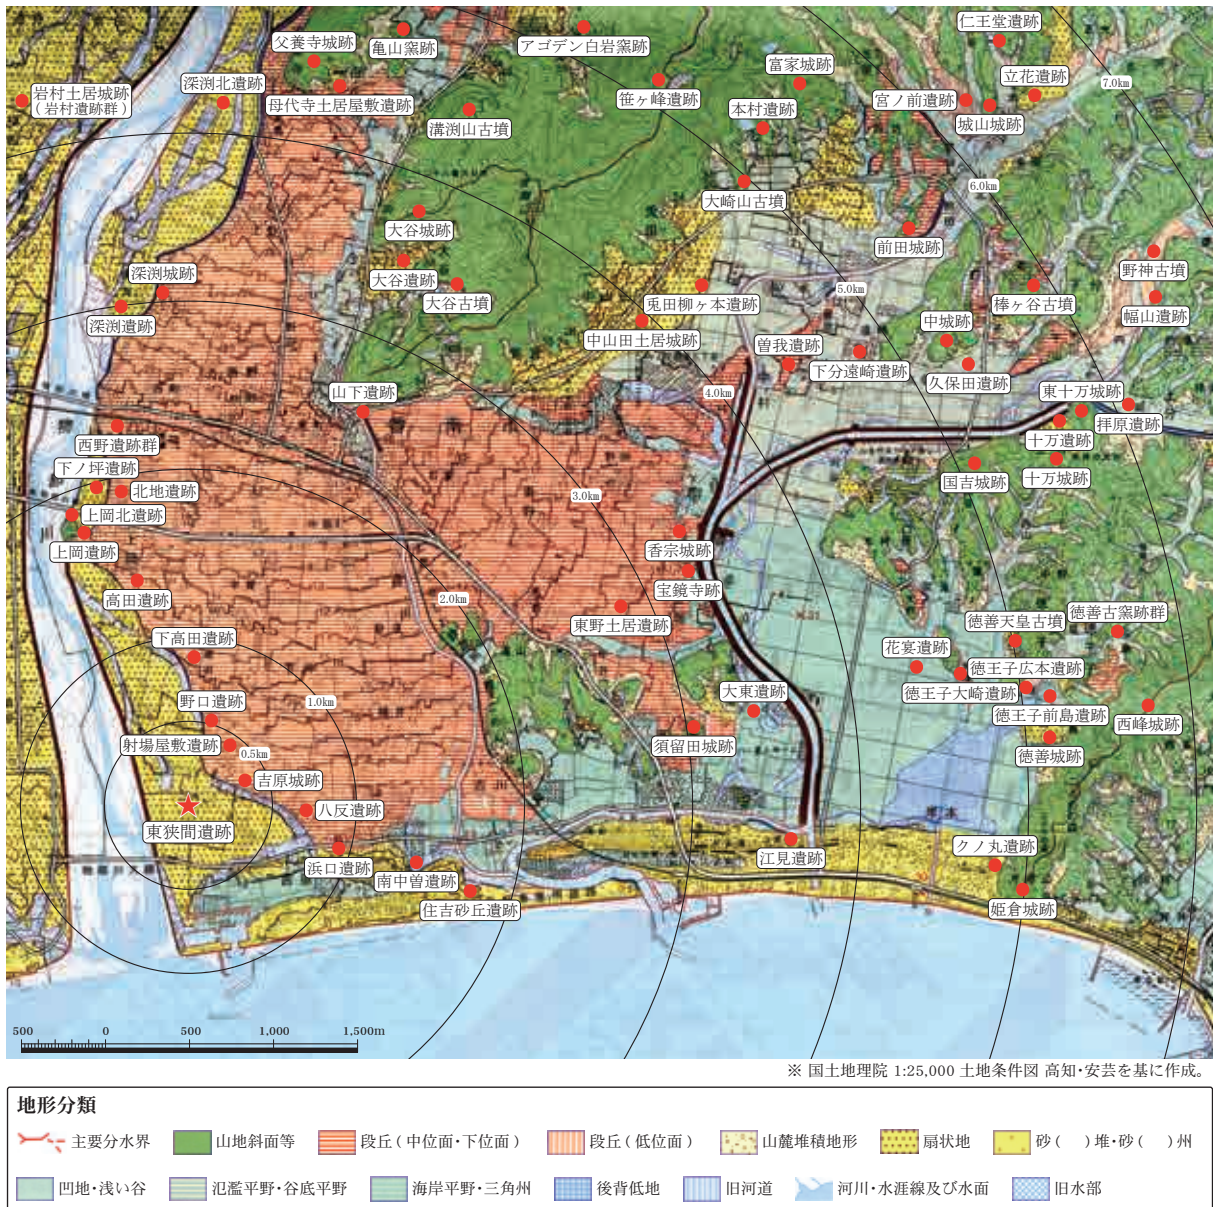 仁王堂遺跡
父養寺城跡
亀山窯跡
アゴデン白岩窯跡
富家城跡
立花遺跡
7.0km
岩村土居城跡
(岩村遺跡群)
深渕北遺跡
母代寺土居屋敷遺跡
笹ヶ峰遺跡
宮ノ前遺跡
本村遺跡
城山城跡
溝渕山古墳
6.0km
大崎山古墳
大谷城跡
前田城跡
深渕城跡
大谷遺跡
野神古墳
5.0km
大谷古墳
兎田柳ヶ本遺跡
棒ヶ谷古墳
幅山遺跡
深渕遺跡
中城跡
中山田土居城跡
曽我遺跡
下分遠崎遺跡
久保田遺跡
山下遺跡
4.0km
東十万城跡
拝原遺跡
西野遺跡群
十万遺跡
下ノ坪遺跡
十万城跡
国吉城跡
北地遺跡
3.0km
上岡北遺跡
上岡遺跡
香宗城跡
宝鏡寺跡
高田遺跡
2.0km
東野土居遺跡
徳善天皇古墳
徳善古窯跡群
下高田遺跡
花宴遺跡
徳王子広本遺跡
徳王子大崎遺跡
大東遺跡
野口遺跡
1.0km
徳王子前島遺跡
西峰城跡
射場屋敷遺跡
0.5km
須留田城跡
徳善城跡
吉原城跡
八反遺跡
東狭間遺跡
クノ丸遺跡
江見遺跡
浜口遺跡
南中曽遺跡
住吉砂丘遺跡
姫倉城跡
500 0 500 1,000 1,500m
※ 国土地理院 1:25,000 土地条件図 高知・安芸を基に作成。
地形分類
主要分水界 山地斜面等 段丘(中位面・下位面) 段丘(低位面) 山麓堆積地形 扇状地 砂( )堆・砂( )州
凹地・浅い谷 氾濫平野・谷底平野 海岸平野・三角州 後背低地 旧河道 河川・水涯線及び水面 旧水部